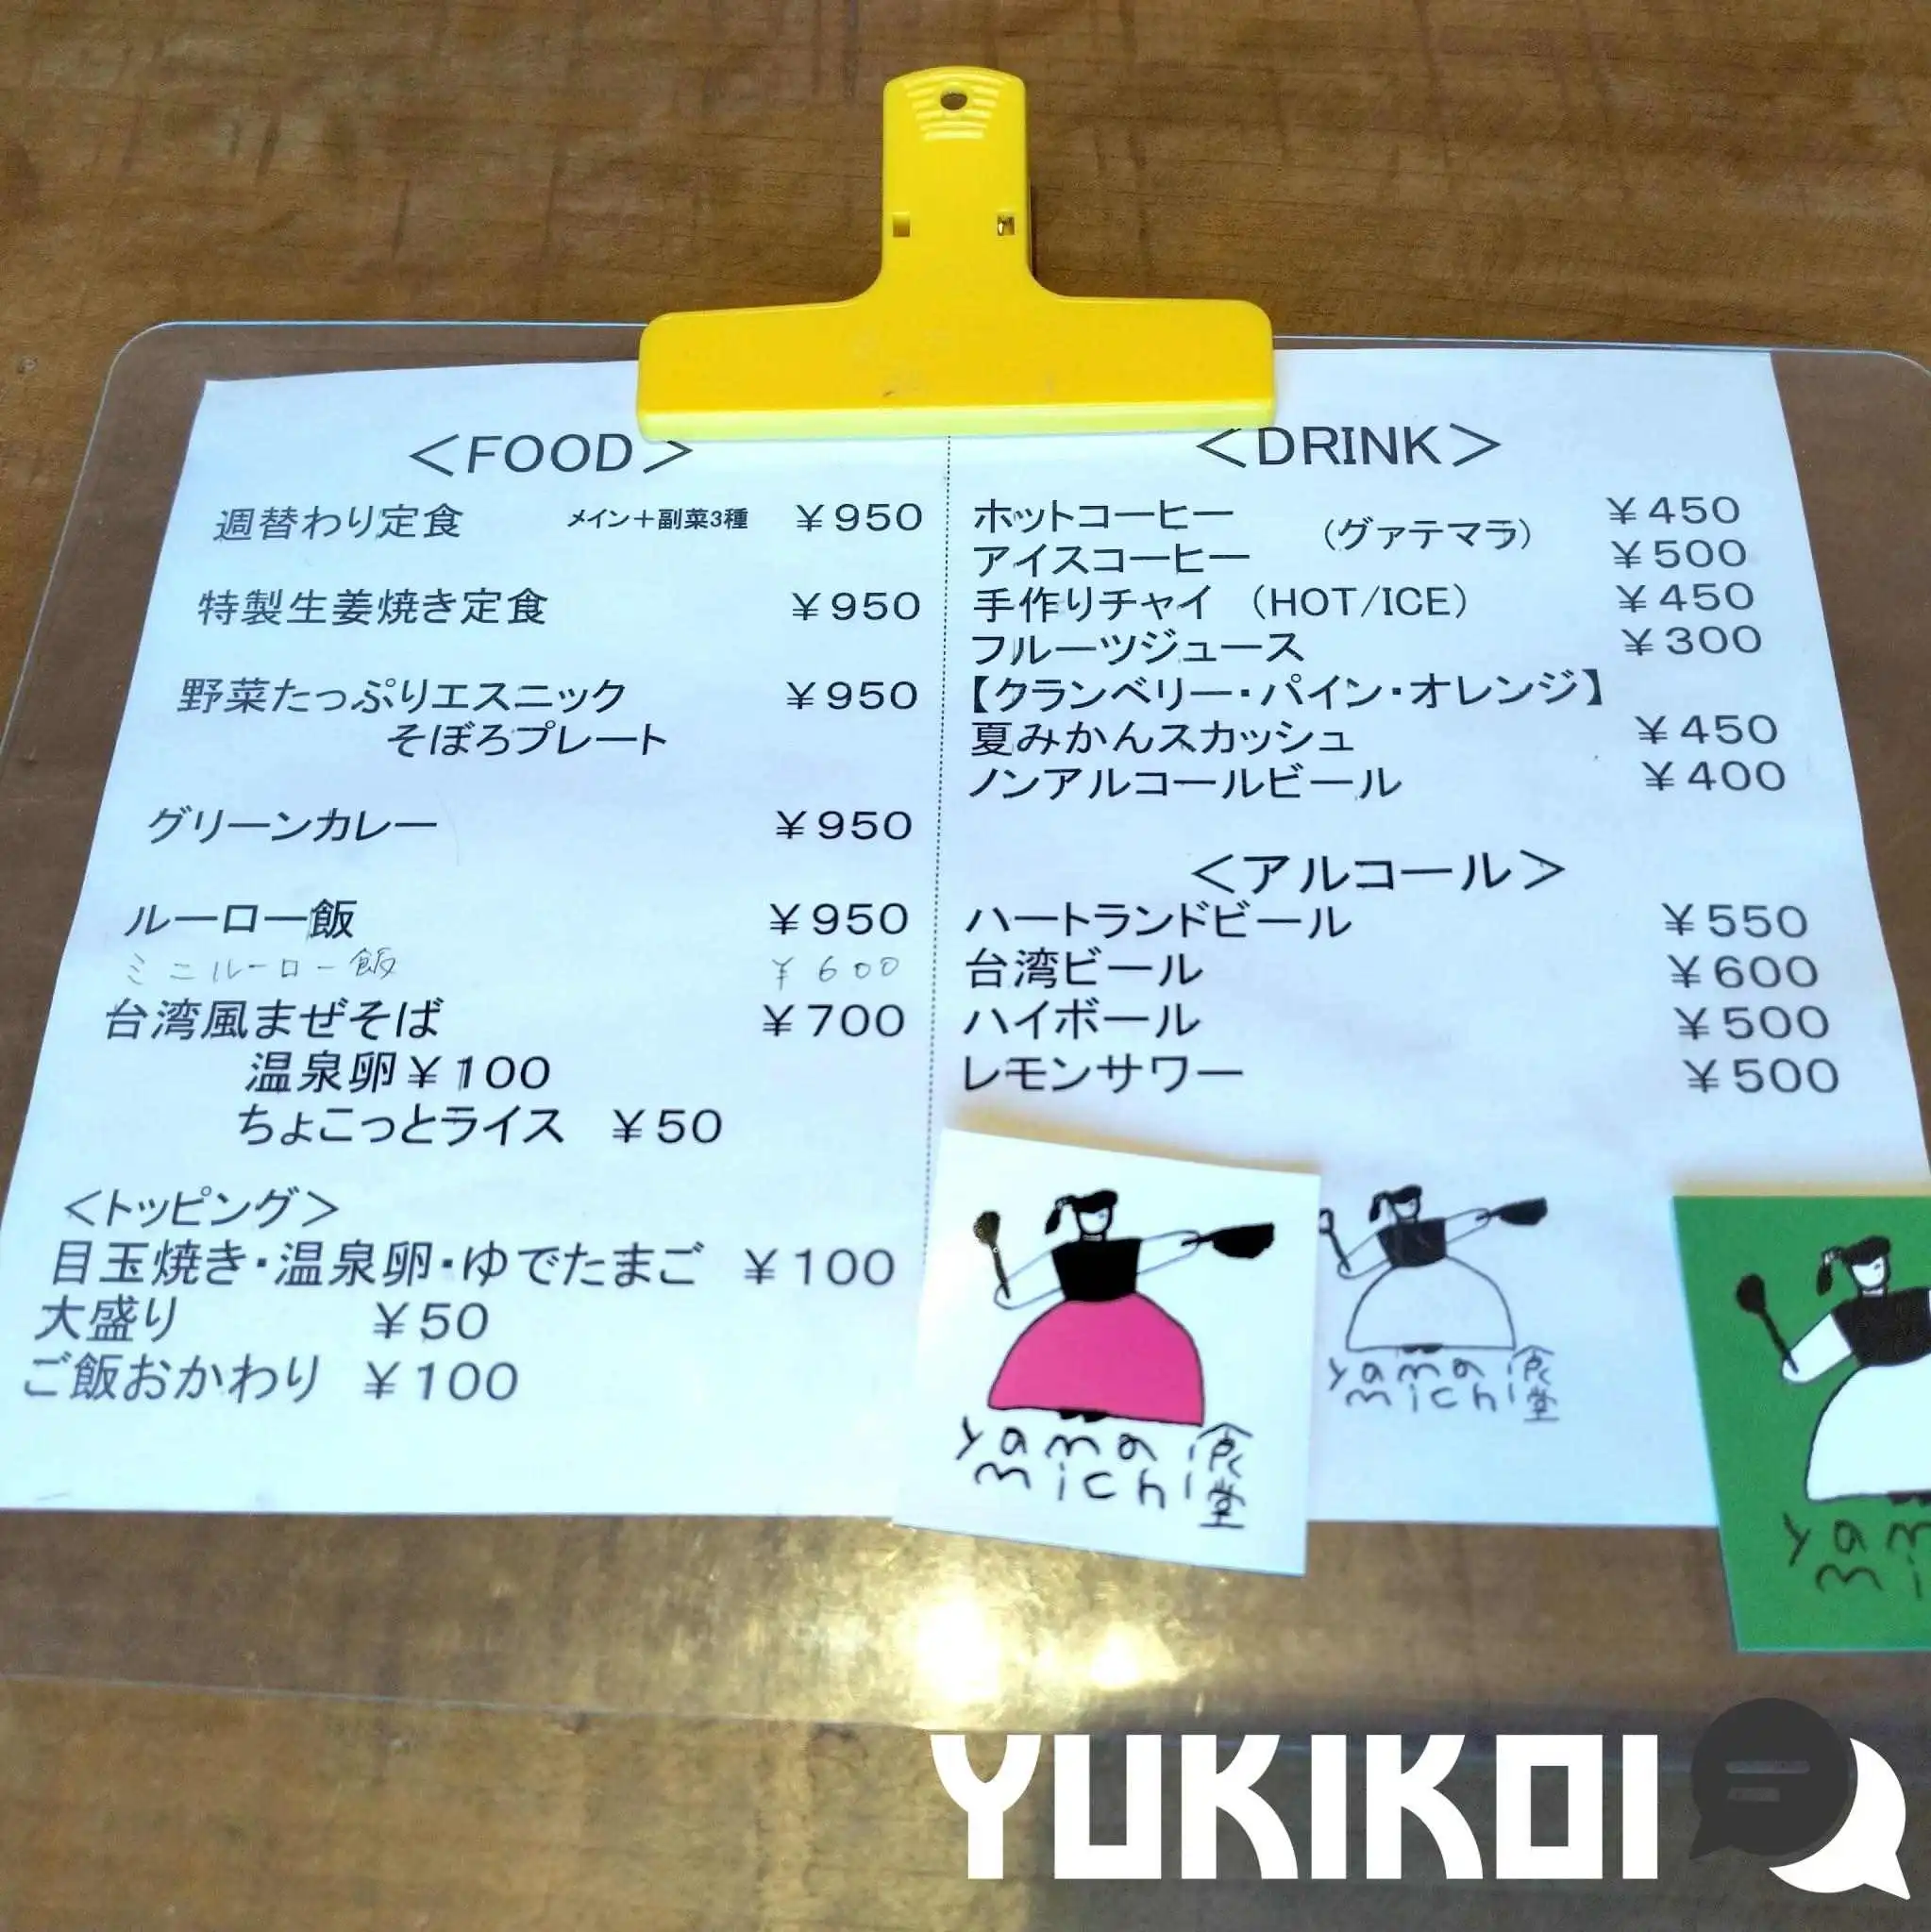 ＜FOOD＞
週替わり定食 メイン＋副菜3種 ￥950
特製生姜焼き定食 ￥950
野菜たっぷりエスニック ￥950
そぼろプレート
グリーンカレー ￥950
ルーロー飯 ￥950
ミニルーロー飯 ￥600
台湾風まぜそば ￥700
温泉卵￥100
ちょこっとライス ￥50
＜トッピング＞
目玉焼き・温泉卵・ゆでたまご ￥100
大盛り ￥50
ご飯おかわり ￥100
＜DRINK＞
ホットコーヒー ￥450
（グァテマラ）
アイスコーヒー ￥500
手作りチャイ （HOT/ICE） ￥450
フルーツジュース ￥300
【クランベリー・パイン・オレンジ】
夏みかんスカッシュ ￥450
ノンアルコールビール ￥400
＜アルコール＞
ハートランドビール ￥550
台湾ビール ￥600
ハイボール ￥500
レモンサワー ￥500
yama 食堂
michi
yama 食堂
michi
yam
mi
YUKIKOI